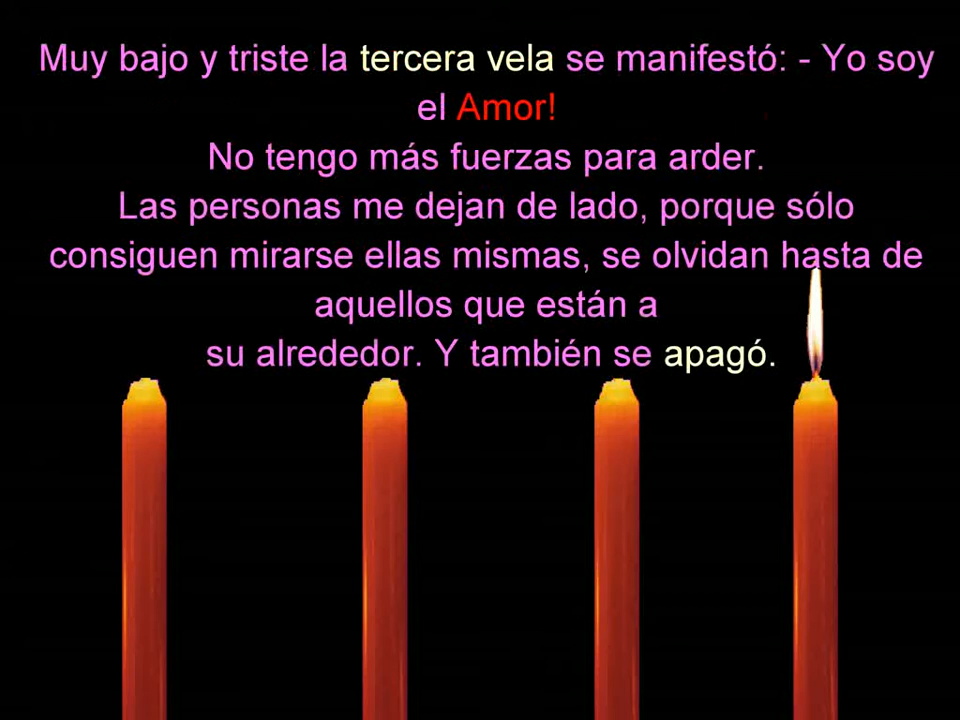 Muy bajo y triste la tercera vela se manifestó: - Yo soy
el Amor!
No tengo más fuerzas para arder.
Las personas me dejan de lado, porque sólo
consiguen mirarse ellas mismas, se olvidan hasta de
aquellos que están a
su alrededor. Y también se apagó.